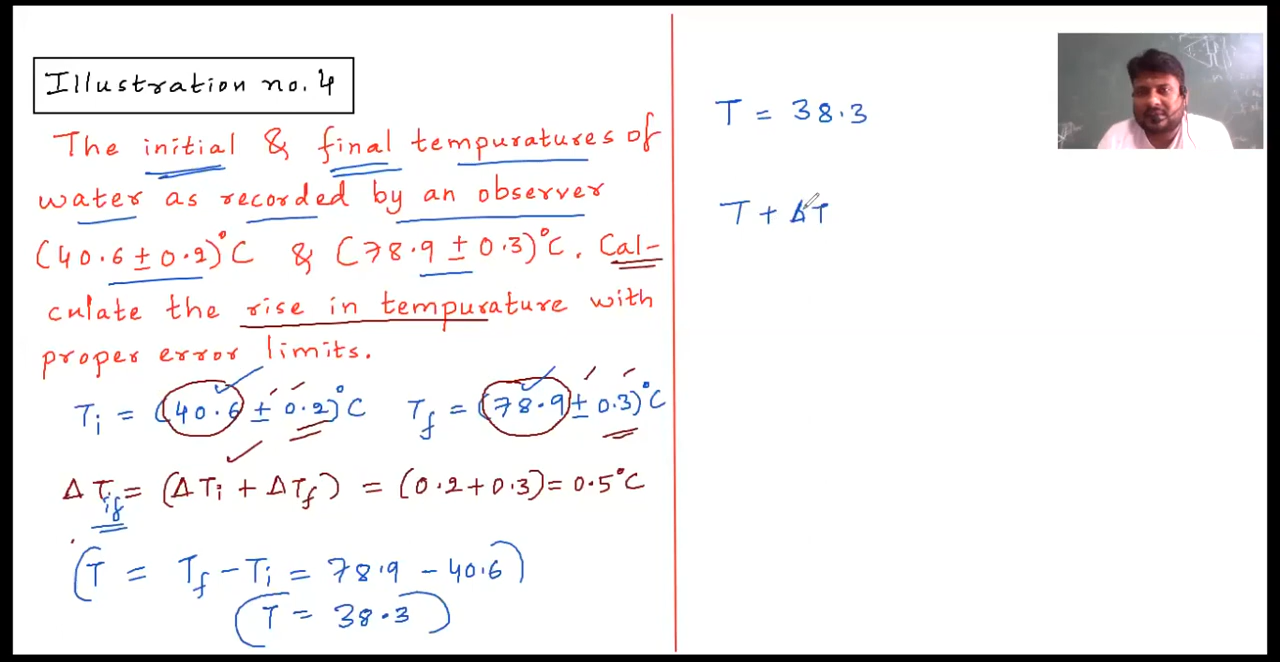 Illustration no. 4
The initial & final tempuratures of
water as recorded by an observer
(40.6 ± 0.2)°C & (78.9 ± 0.3)°C. Cal-
culate the rise in tempurature with
proper error limits.
Ti = (40.6 ± 0.2)°C Tf = (78.9 ± 0.3)°C
ΔTif = (ΔTi + ΔTf) = (0.2+0.3) = 0.5°C
(T = Tf - Ti = 78.9 - 40.6)
(T = 38.3)
T = 38.3
T + ΔT